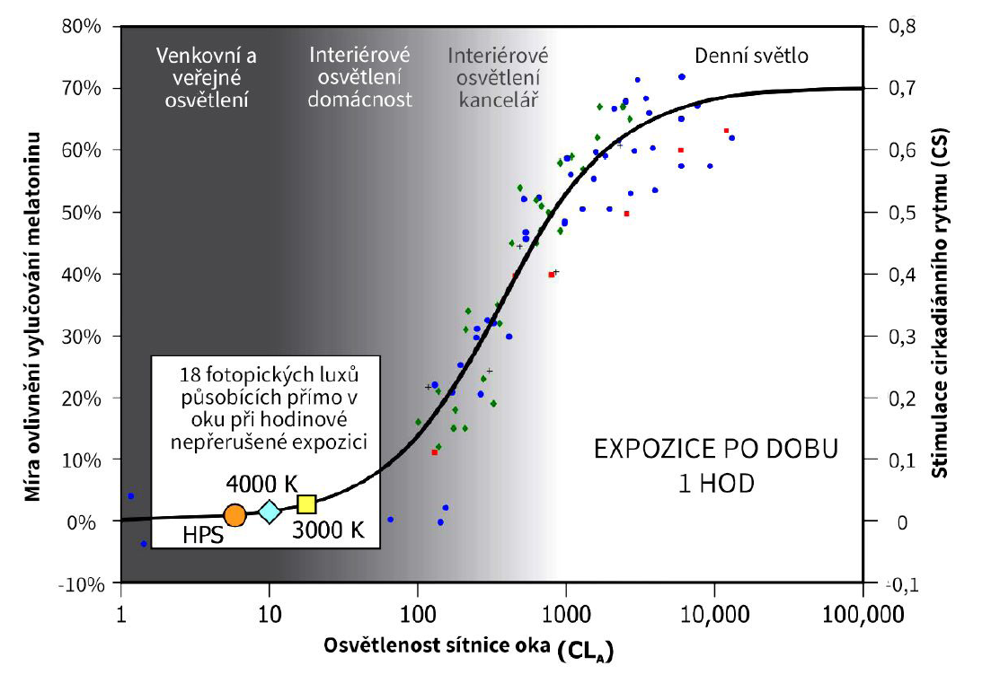 80%
70%
60%
50%
40%
30%
20%
10%
0%
-10%
Míra ovlivnění vylučování melatoninu
Venkovní a
veřejné
osvětlení
Interiérové
osvětlení
domácnost
Interiérové
osvětlení
kancelář
Denní světlo
18 fotopických luxů
působících přímo v
oku při hodinové
nepřerušené expozici
4000 K
HPS
3000 K
EXPOZICE PO DOBU
1 HOD
0,8
0,7
0,6
0,5
0,4
0,3
0,2
0,1
0
-0,1
Stimulace cirkadiánního rytmu (CS)
1
10
100
1000
10,000
100,000
Osvětlenost sítnice oka (CLA)